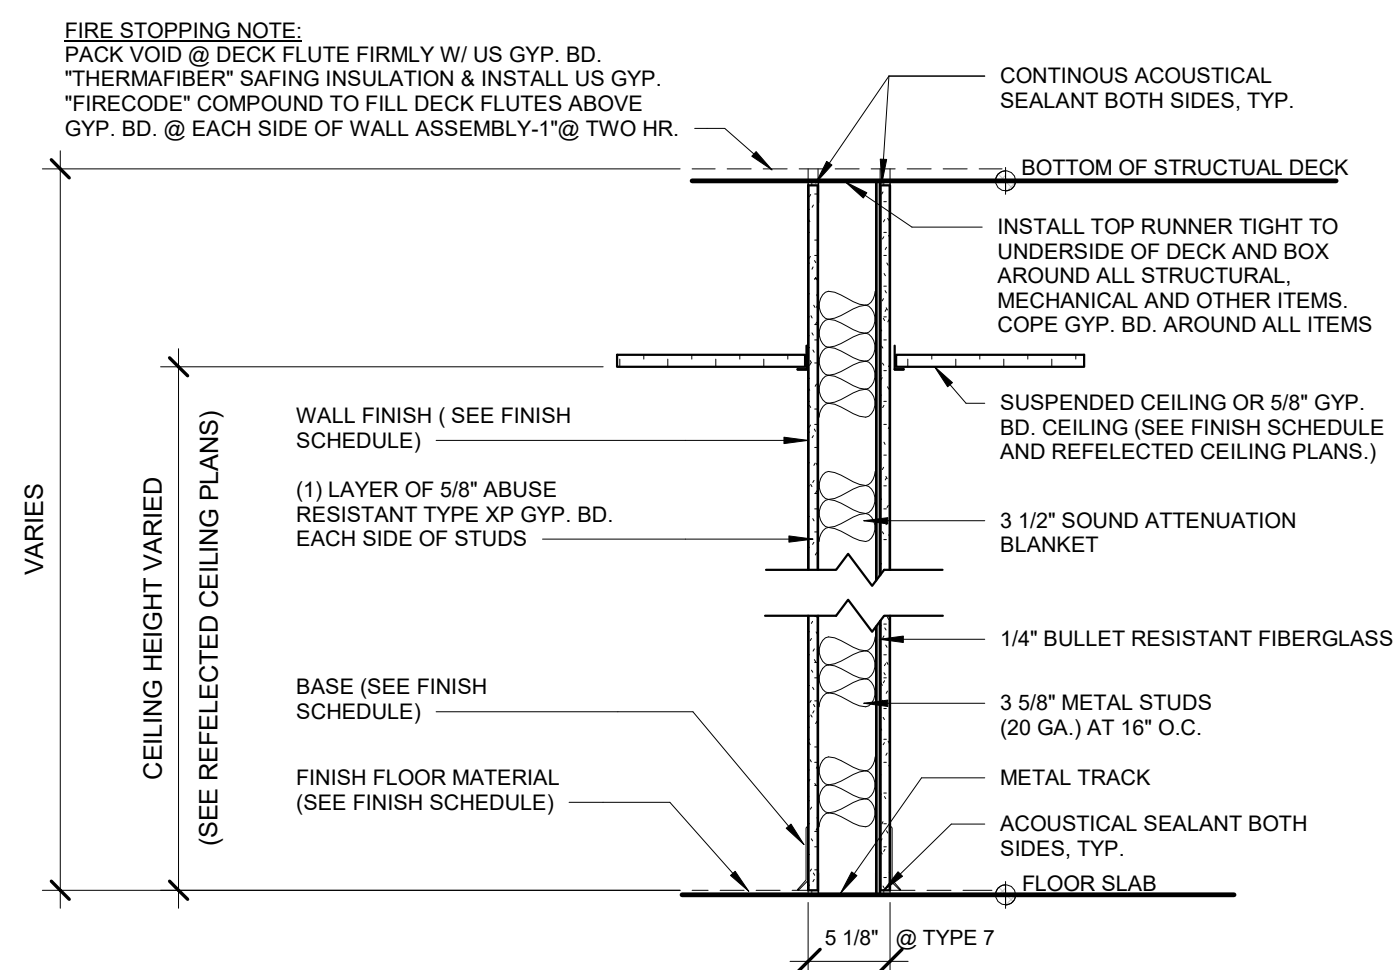 FIRE STOPPING NOTE:
PACK VOID @ DECK FLUTE FIRMLY W/ US GYP. BD.
"THERMAFIBER" SAFING INSULATION & INSTALL US GYP.
"FIRECODE" COMPOUND TO FILL DECK FLUTES ABOVE
GYP. BD. @ EACH SIDE OF WALL ASSEMBLY-1"@ TWO HR.
CONTINOUS ACOUSTICAL
SEALANT BOTH SIDES, TYP.
BOTTOM OF STRUCTUAL DECK
INSTALL TOP RUNNER TIGHT TO
UNDERSIDE OF DECK AND BOX
AROUND ALL STRUCTURAL,
MECHANICAL AND OTHER ITEMS.
COPE GYP. BD. AROUND ALL ITEMS
SUSPENDED CEILING OR 5/8" GYP.
BD. CEILING (SEE FINISH SCHEDULE
AND REFELECTED CEILING PLANS.)
WALL FINISH ( SEE FINISH
SCHEDULE)
(1) LAYER OF 5/8" ABUSE
RESISTANT TYPE XP GYP. BD.
EACH SIDE OF STUDS
3 1/2" SOUND ATTENUATION
BLANKET
VARIES
CEILING HEIGHT VARIED
(SEE REFELECTED CEILING PLANS)
1/4" BULLET RESISTANT FIBERGLASS
BASE (SEE FINISH
SCHEDULE)
3 5/8" METAL STUDS
(20 GA.) AT 16" O.C.
FINISH FLOOR MATERIAL
(SEE FINISH SCHEDULE)
METAL TRACK
ACOUSTICAL SEALANT BOTH
SIDES, TYP.
FLOOR SLAB
5 1/8" @ TYPE 7